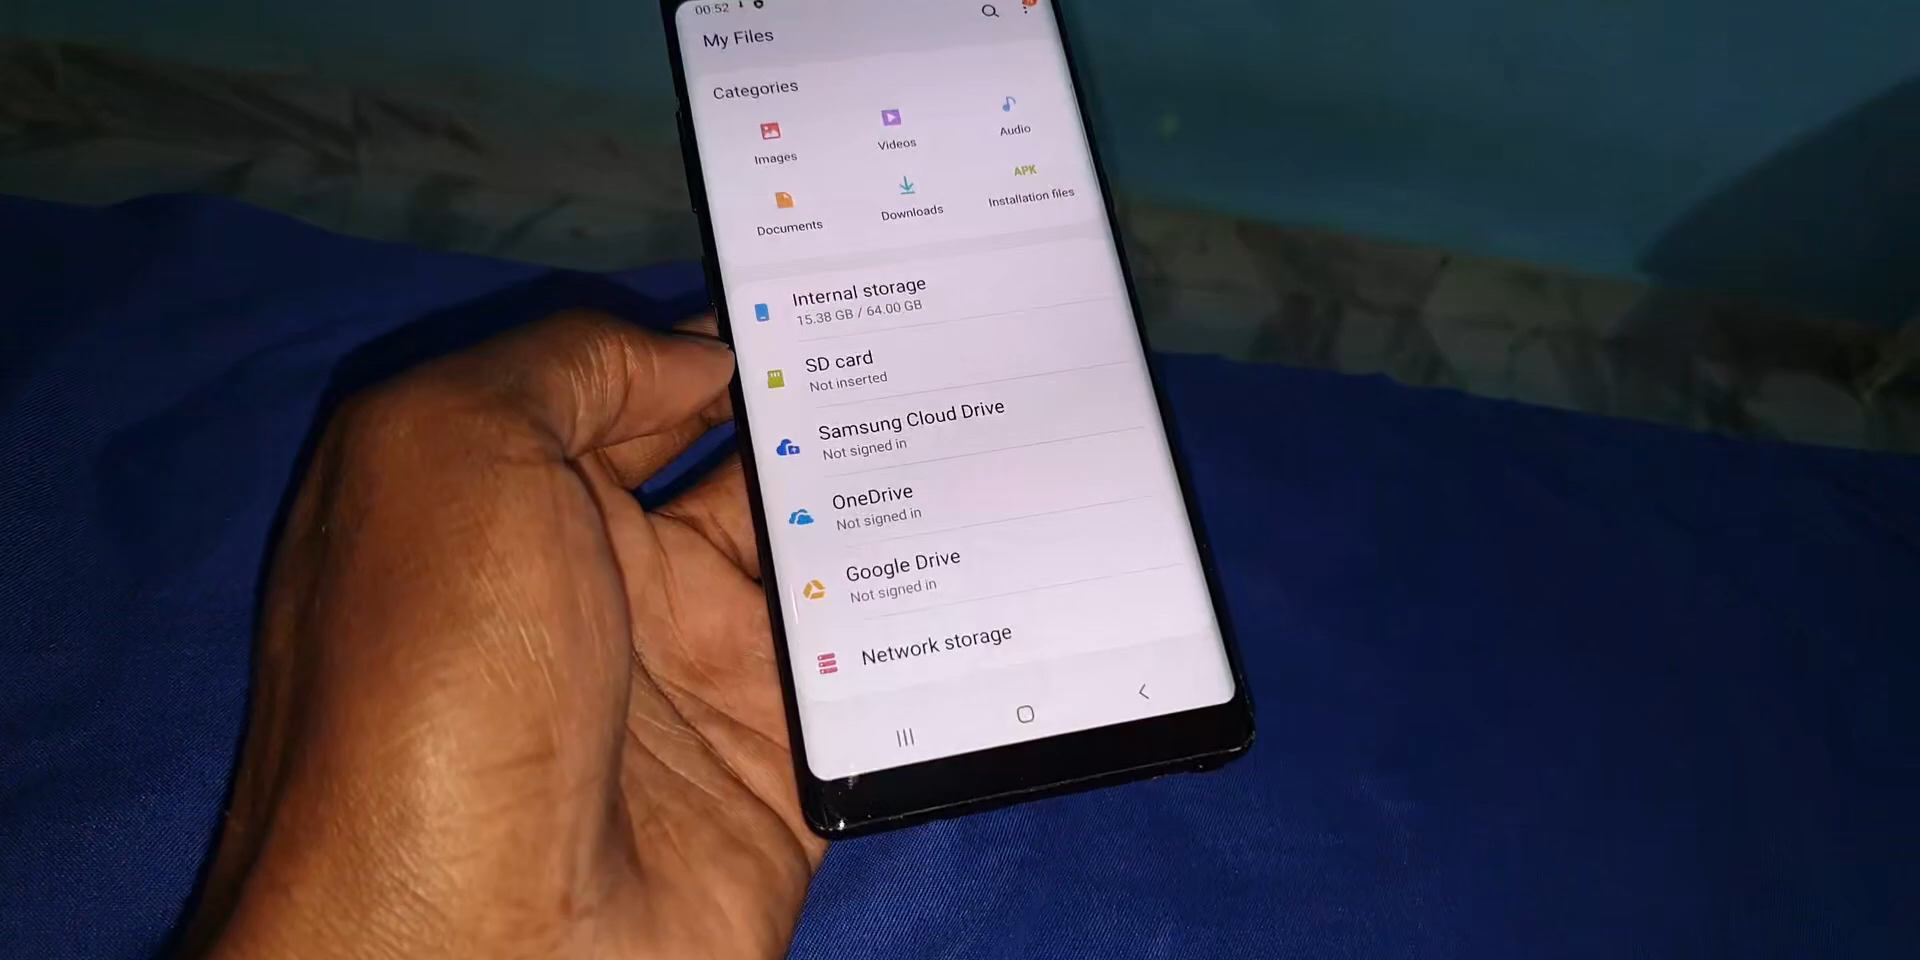 00:52
My Files
Categories
Images
Videos
Audio
APK
Documents
Downloads
Installation files
Internal storage
15.38 GB / 64.00 GB
SD card
Not inserted
Samsung Cloud Drive
Not signed in
OneDrive
Not signed in
Google Drive
Not signed in
Network storage